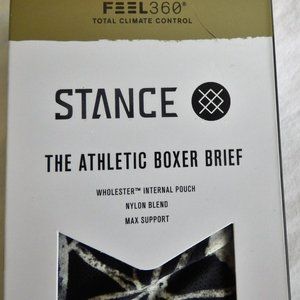 FEEL360®
TOTAL CLIMATE CONTROL
STANCE
THE ATHLETIC BOXER BRIEF
WHOLESTER™ INTERNAL POUCH
NYLON BLEND
MAX SUPPORT